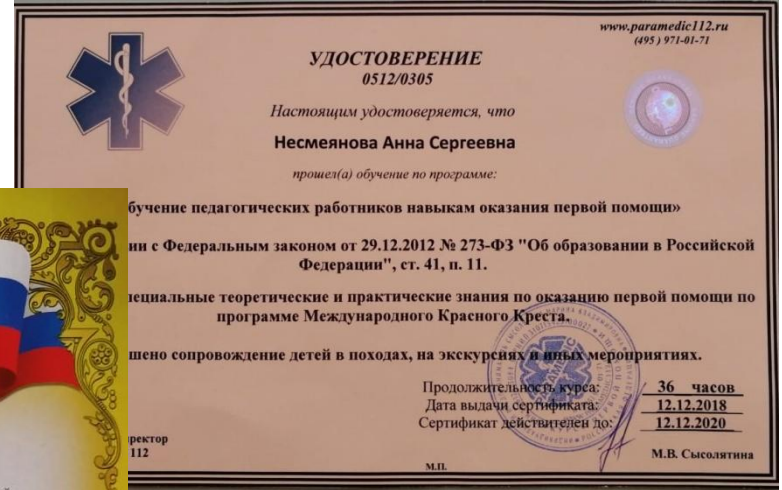 www.paramedic112.ru
(495) 971-01-71
УДОСТОВЕРЕНИЕ
0512/0305
Настоящим удостоверяется, что
Несмеянова Анна Сергеевна
прошел(а) обучение по программе:
бучение педагогических работников навыкам оказания первой помощи»
ии с Федеральным законом от 29.12.2012 № 273-ФЗ "Об образовании в Российской
Федерации", ст. 41, п. 11.
пециальные теоретические и практические знания по оказанию первой помощи по
программе Международного Красного Креста.
шено сопровождение детей в походах, на экскурсиях и иных мероприятиях.
Продолжительность курса: 36 часов
Дата выдачи сертификата: 12.12.2018
Сертификат действителен до: 12.12.2020
ректор
112
М.В. Сысолятина
М.П.